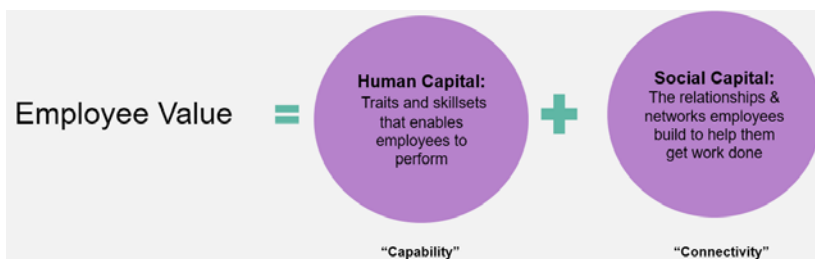 Employee Value
=
Human Capital:
Traits and skillsets
that enables
employees to
perform
+
Social Capital:
The relationships &
networks employees
build to help them
get work done
“Capability”
“Connectivity”